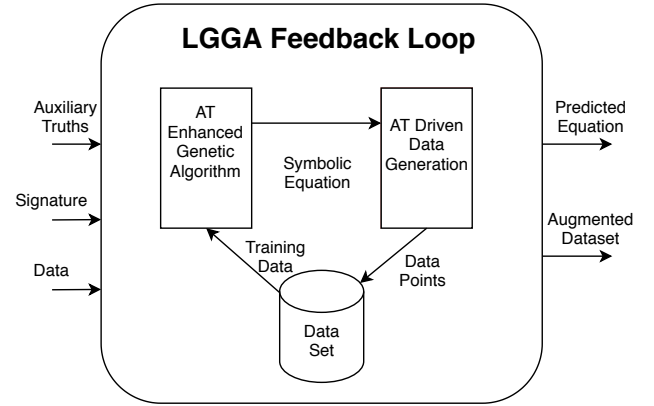 LGGA Feedback Loop
Auxiliary
Truths
Signature
Data
AT
Enhanced
Genetic
Algorithm
Symbolic
Equation
AT Driven
Data
Generation
Training
Data
Data
Points
Data
Set
Predicted
Equation
Augmented
Dataset